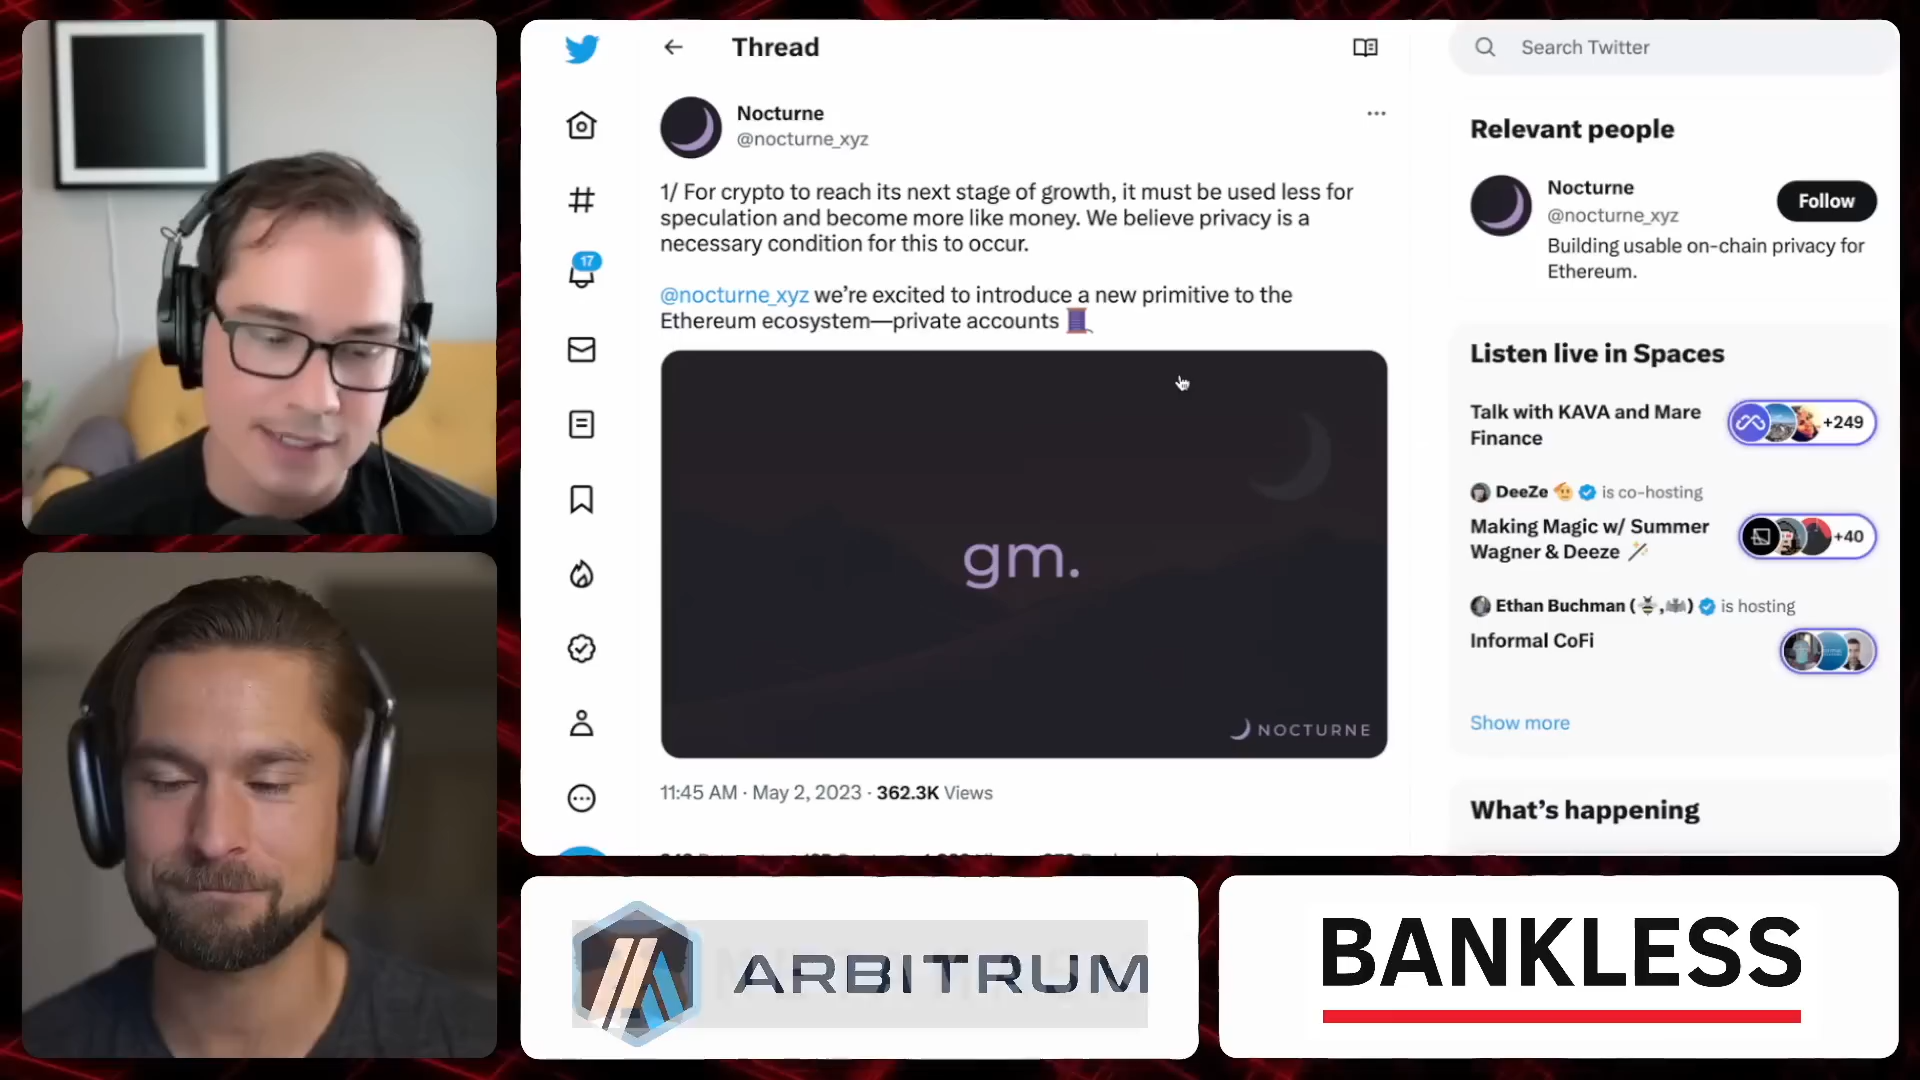 Thread
Nocturne
@nocturne_xyz
1/ For crypto to reach its next stage of growth, it must be used less for
speculation and become more like money. We believe privacy is a
necessary condition for this to occur.
@nocturne_xyz we’re excited to introduce a new primitive to the
Ethereum ecosystem—private accounts 🧵
gm.
NOCTURNE
11:45 AM · May 2, 2023 · 362.3K Views
17
Search Twitter
Relevant people
Nocturne
@nocturne_xyz
Follow
Building usable on-chain privacy for
Ethereum.
Listen live in Spaces
Talk with KAVA and Mare
Finance
+249
DeeZe 🫡 is co-hosting
Making Magic w/ Summer
Wagner & Deeze 🪄
+40
Ethan Buchman (🐝,🦇) is hosting
Informal CoFi
Show more
What’s happening
ARBITRUM
BANKLESS